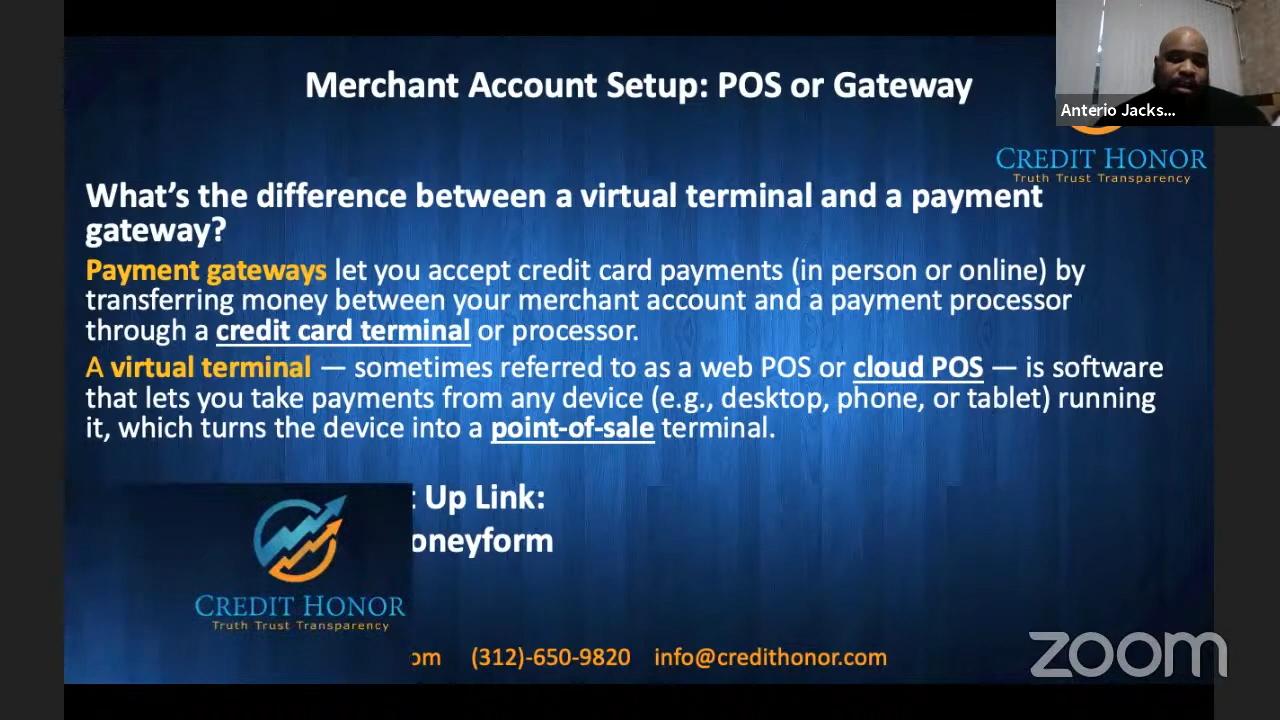 Merchant Account Setup: POS or Gateway
Anterio Jacks...
CREDIT HONOR
Truth Trust Transparency
What's the difference between a virtual terminal and a payment
gateway?
Payment gateways let you accept credit card payments (in person or online) by
transferring money between your merchant account and a payment processor
through a credit card terminal or processor.
A virtual terminal — sometimes referred to as a web POS or cloud POS — is software
that lets you take payments from any device (e.g., desktop, phone, or tablet) running
it, which turns the device into a point-of-sale terminal.
Up Link:
oneyform
CREDIT HONOR
Truth Trust Transparency
om (312)-650-9820 info@credithonor.com
zoom